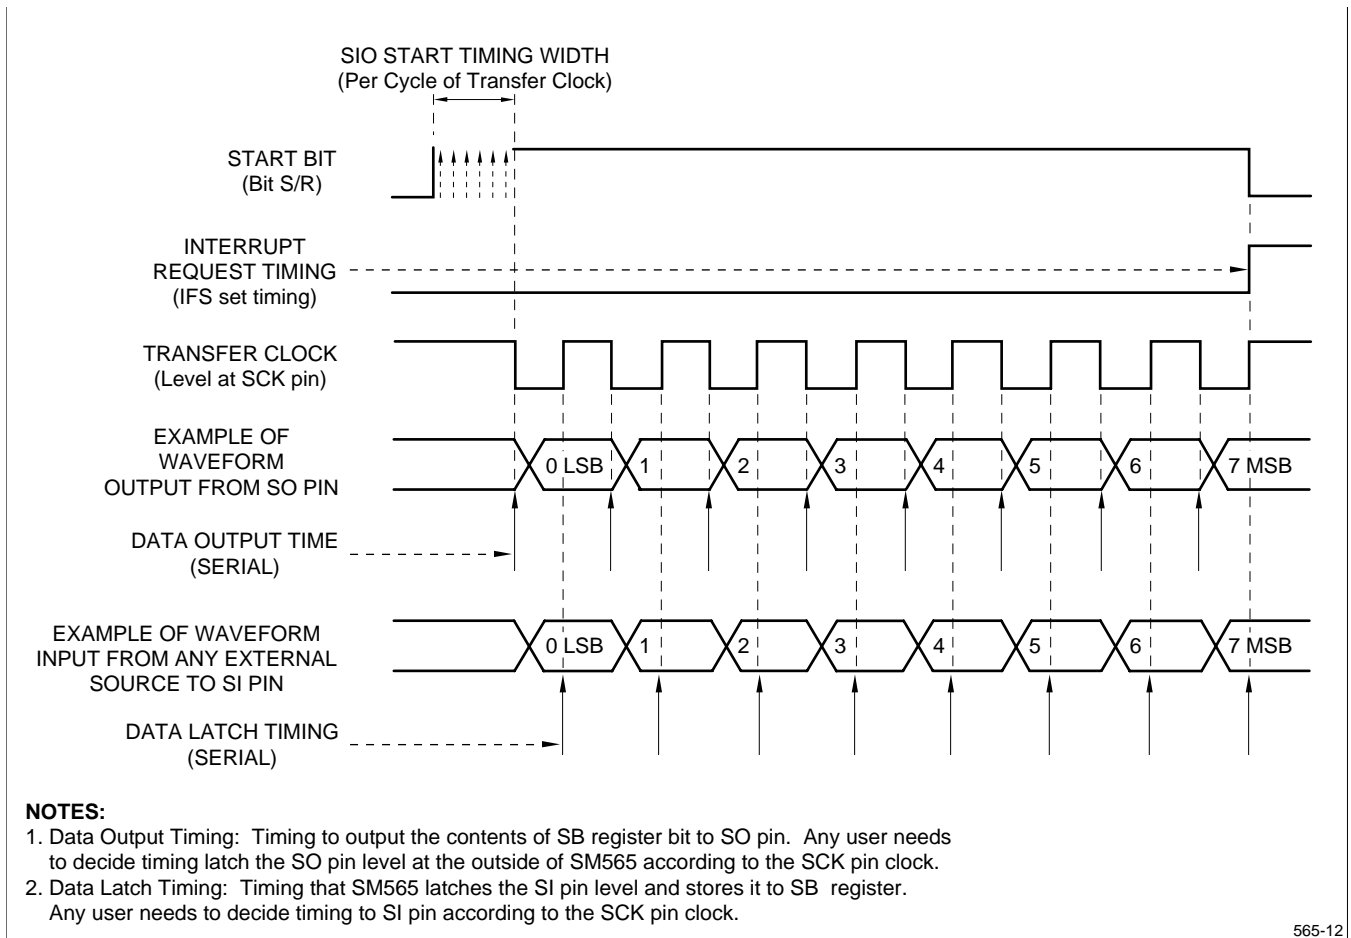 SIO START TIMING WIDTH
(Per Cycle of Transfer Clock)
START BIT
(Bit S/R)
INTERRUPT
REQUEST TIMING
(IFS set timing)
TRANSFER CLOCK
(Level at SCK pin)
EXAMPLE OF
WAVEFORM
OUTPUT FROM SO PIN
0 LSB 1 2 3 4 5 6 7 MSB
DATA OUTPUT TIME
(SERIAL)
EXAMPLE OF WAVEFORM
INPUT FROM ANY EXTERNAL
SOURCE TO SI PIN
0 LSB 1 2 3 4 5 6 7 MSB
DATA LATCH TIMING
(SERIAL)
NOTES:
1. Data Output Timing: Timing to output the contents of SB register bit to SO pin. Any user needs
to decide timing latch the SO pin level at the outside of SM565 according to the SCK pin clock.
2. Data Latch Timing: Timing that SM565 latches the SI pin level and stores it to SB register.
Any user needs to decide timing to SI pin according to the SCK pin clock.
565-12